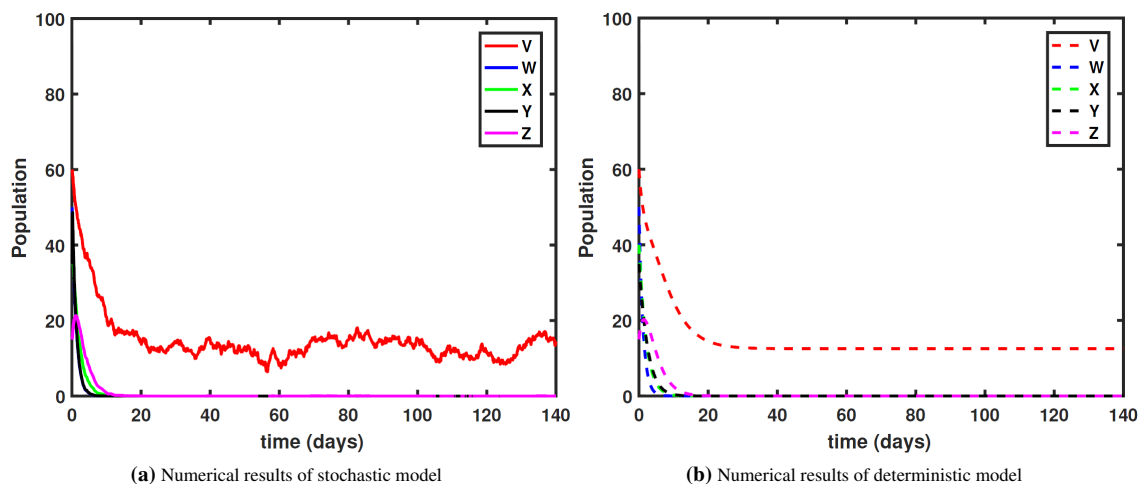 100
80
60
40
20
0
Population
V
W
X
Y
Z
0 20 40 60 80 100 120 140
time (days)
(a) Numerical results of stochastic model
100
80
60
40
20
0
Population
V
W
X
Y
Z
0 20 40 60 80 100 120 140
time (days)
(b) Numerical results of deterministic model